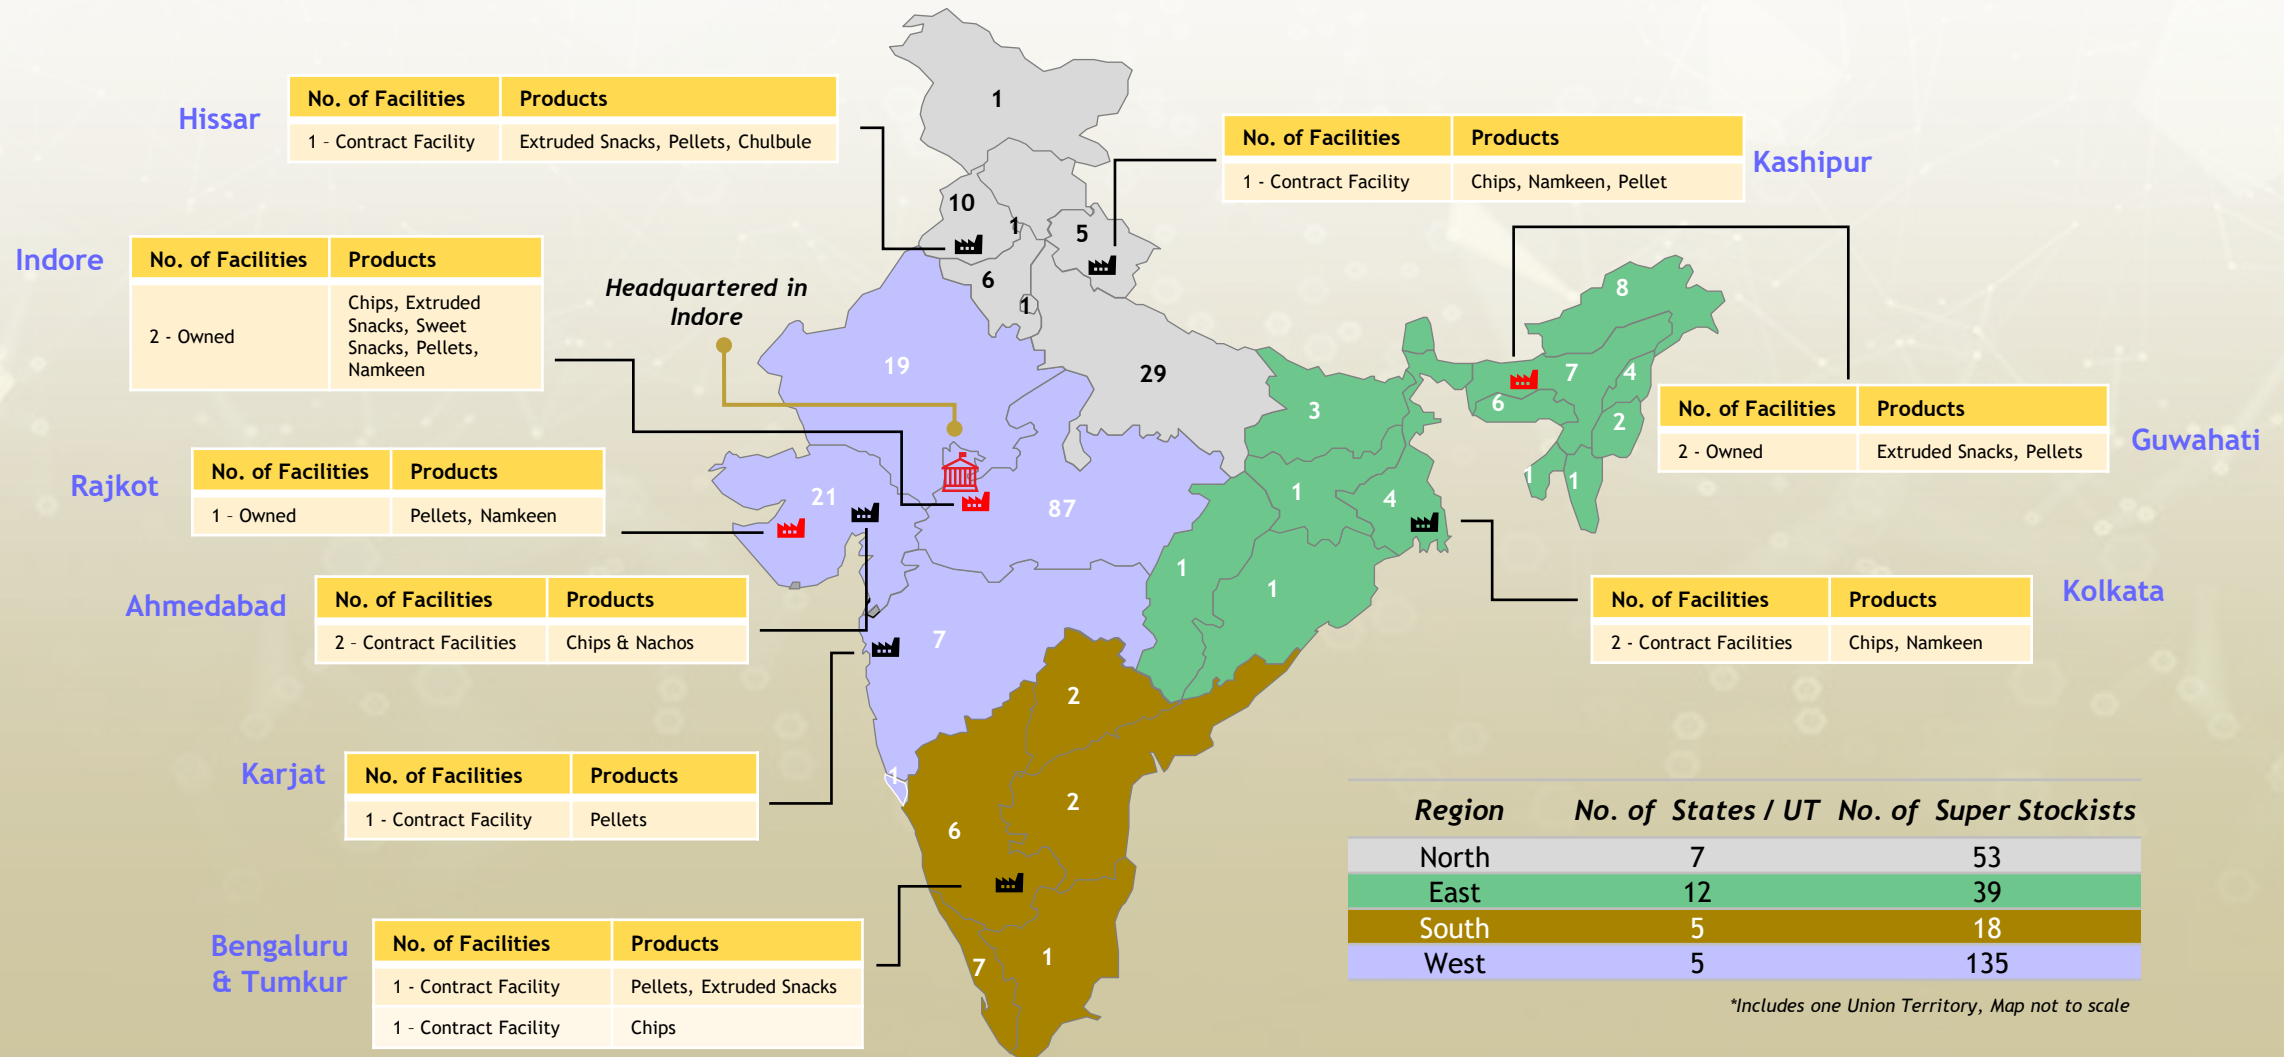 Hissar
No. of Facilities Products
1 – Contract Facility Extruded Snacks, Pellets, Chulbule
No. of Facilities Products
1 - Contract Facility Chips, Namkeen, Pellet
Kashipur
Indore
No. of Facilities Products
2 - Owned
Chips, Extruded
Snacks, Sweet
Snacks, Pellets,
Namkeen
Headquartered in
Indore
Rajkot
No. of Facilities Products
1 – Owned Pellets, Namkeen
Ahmedabad
No. of Facilities Products
2 – Contract Facilities Chips & Nachos
Karjat
No. of Facilities Products
1 - Contract Facility Pellets
Bengaluru
& Tumkur
No. of Facilities Products
1 - Contract Facility Pellets, Extruded Snacks
1 – Contract Facility Chips
No. of Facilities Products
2 - Owned Extruded Snacks, Pellets
Guwahati
No. of Facilities Products
2 - Contract Facilities Chips, Namkeen
Kolkata
1
10
1
5
6
1
29
19
21
87
7
1
8
7
4
6
2
1
1
3
1
4
1
1
2
2
6
7
1
Region No. of States / UT No. of Super Stockists
North 7 53
East 12 39
South 5 18
West 5 135
*Includes one Union Territory, Map not to scale